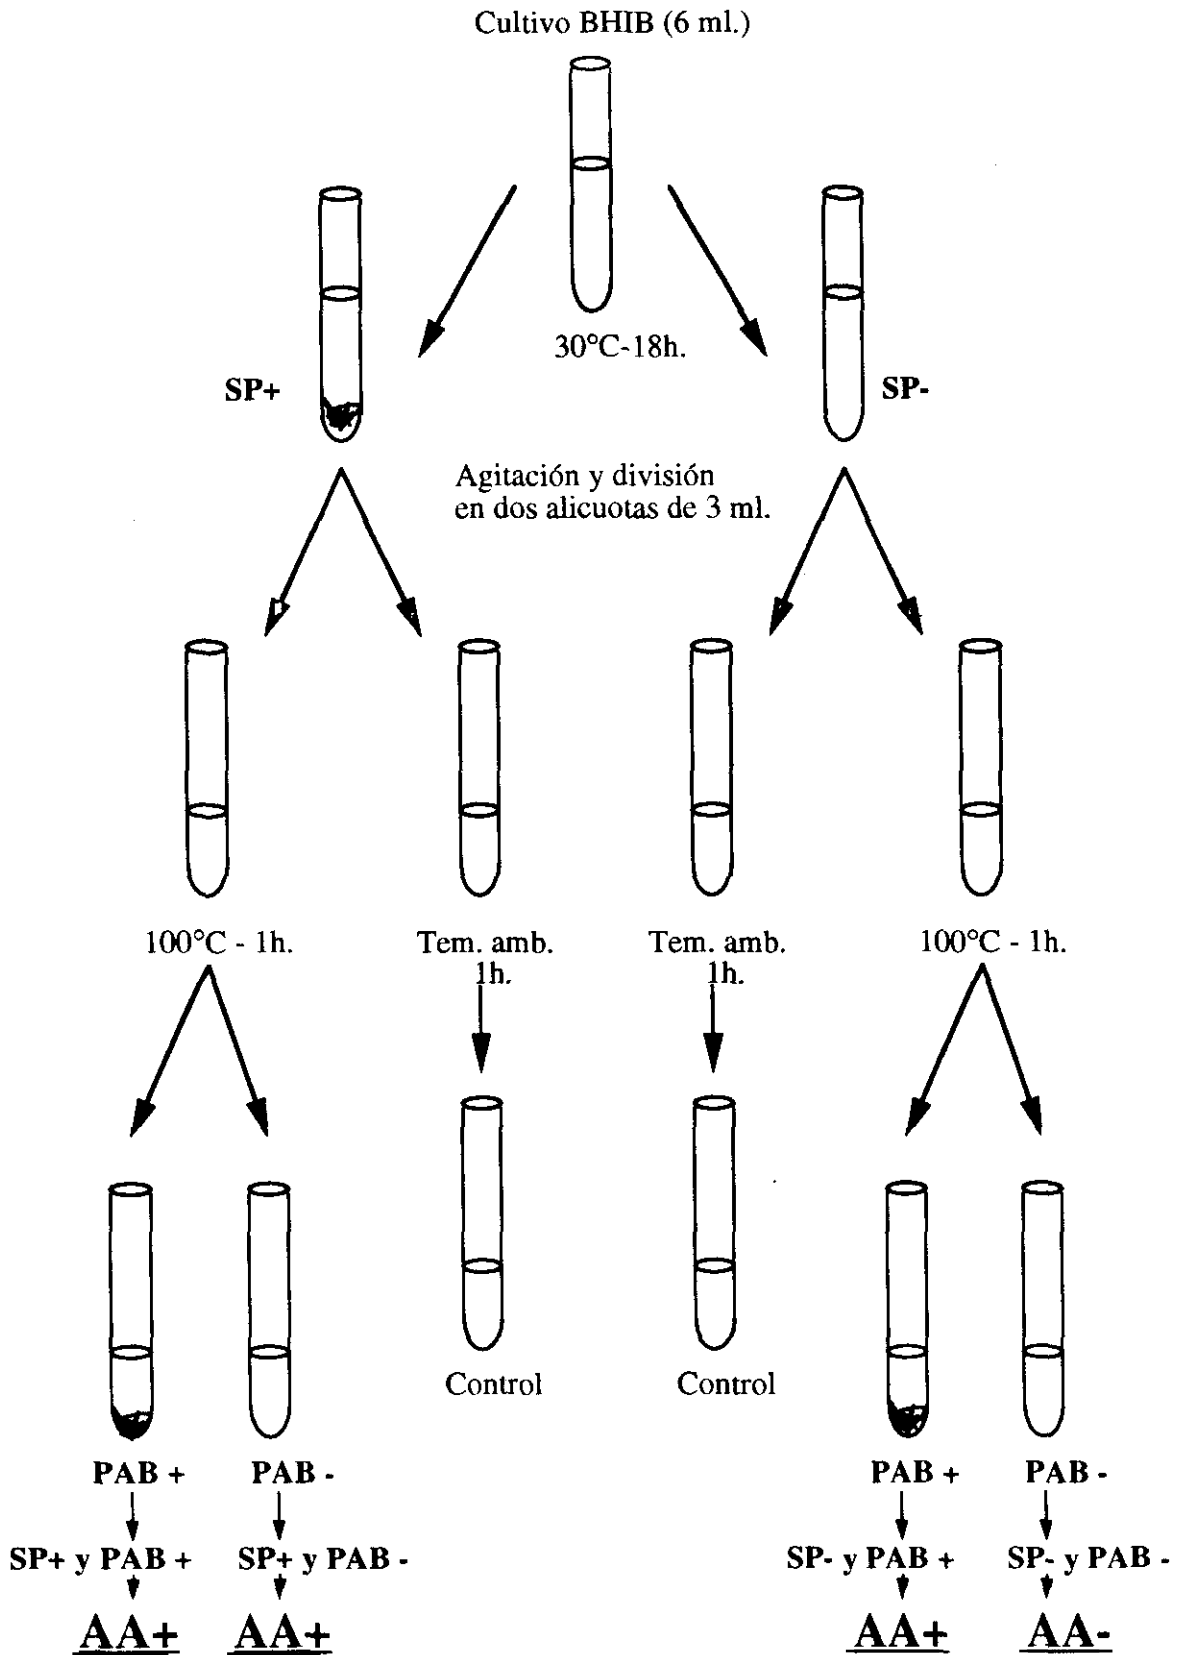 Cultivo BHIB (6 ml.)
30°C-18h.
SP+
SP-
Agitación y división
en dos alicuotas de 3 ml.
100°C - 1h.
Tem. amb.
1h.
Tem. amb.
1h.
100°C - 1h.
Control
Control
PAB +
PAB -
PAB +
PAB -
SP+ y PAB +
SP+ y PAB -
SP- y PAB +
SP- y PAB -
AA+
AA+
AA+
AA-